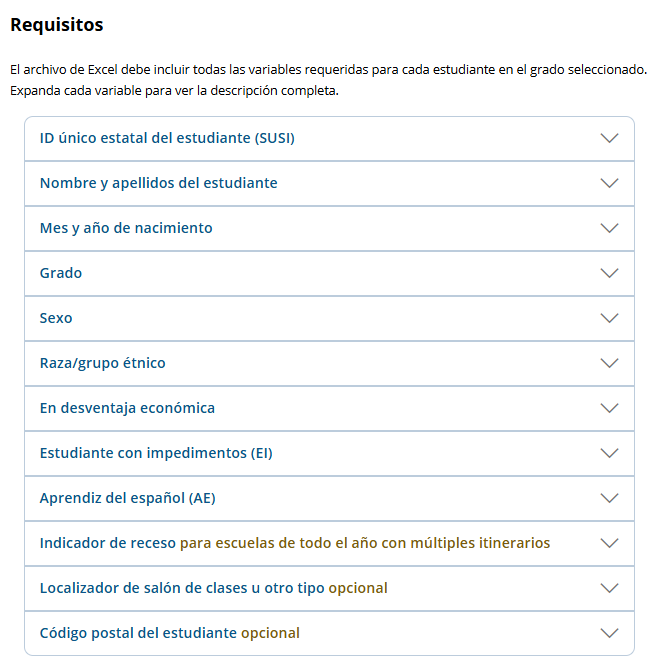 Requisitos
El archivo de Excel debe incluir todas las variables requeridas para cada estudiante en el grado seleccionado.
Expanda cada variable para ver la descripción completa.
ID único estatal del estudiante (SUSI)
Nombre y apellidos del estudiante
Mes y año de nacimiento
Grado
Sexo
Raza/grupo étnico
En desventaja económica
Estudiante con impedimentos (EI)
Aprendiz del español (AE)
Indicador de receso para escuelas de todo el año con múltiples itinerarios
Localizador de salón de clases u otro tipo opcional
Código postal del estudiante opcional